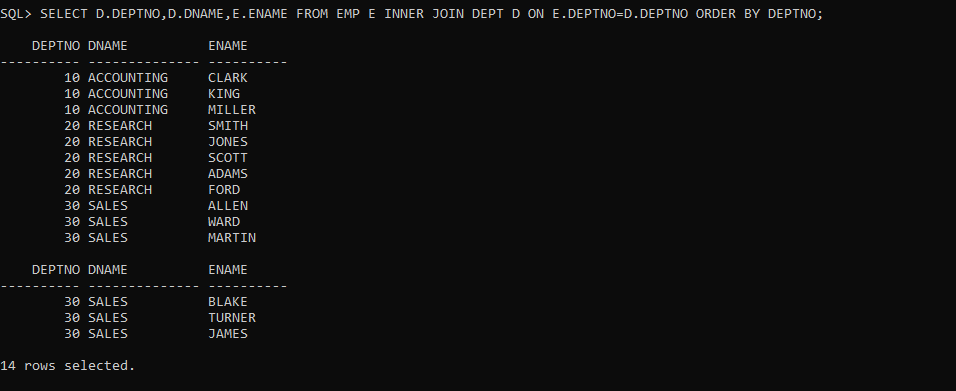 SQL> SELECT D.DEPTNO,D.DNAME,E.ENAME FROM EMP E INNER JOIN DEPT D ON E.DEPTNO=D.DEPTNO ORDER BY DEPTNO;

    DEPTNO DNAME          ENAME
---------- -------------- ----------
        10 ACCOUNTING     CLARK
        10 ACCOUNTING     KING
        10 ACCOUNTING     MILLER
        20 RESEARCH       SMITH
        20 RESEARCH       JONES
        20 RESEARCH       SCOTT
        20 RESEARCH       ADAMS
        20 RESEARCH       FORD
        30 SALES          ALLEN
        30 SALES          WARD
        30 SALES          MARTIN

    DEPTNO DNAME          ENAME
---------- -------------- ----------
        30 SALES          BLAKE
        30 SALES          TURNER
        30 SALES          JAMES

14 rows selected.